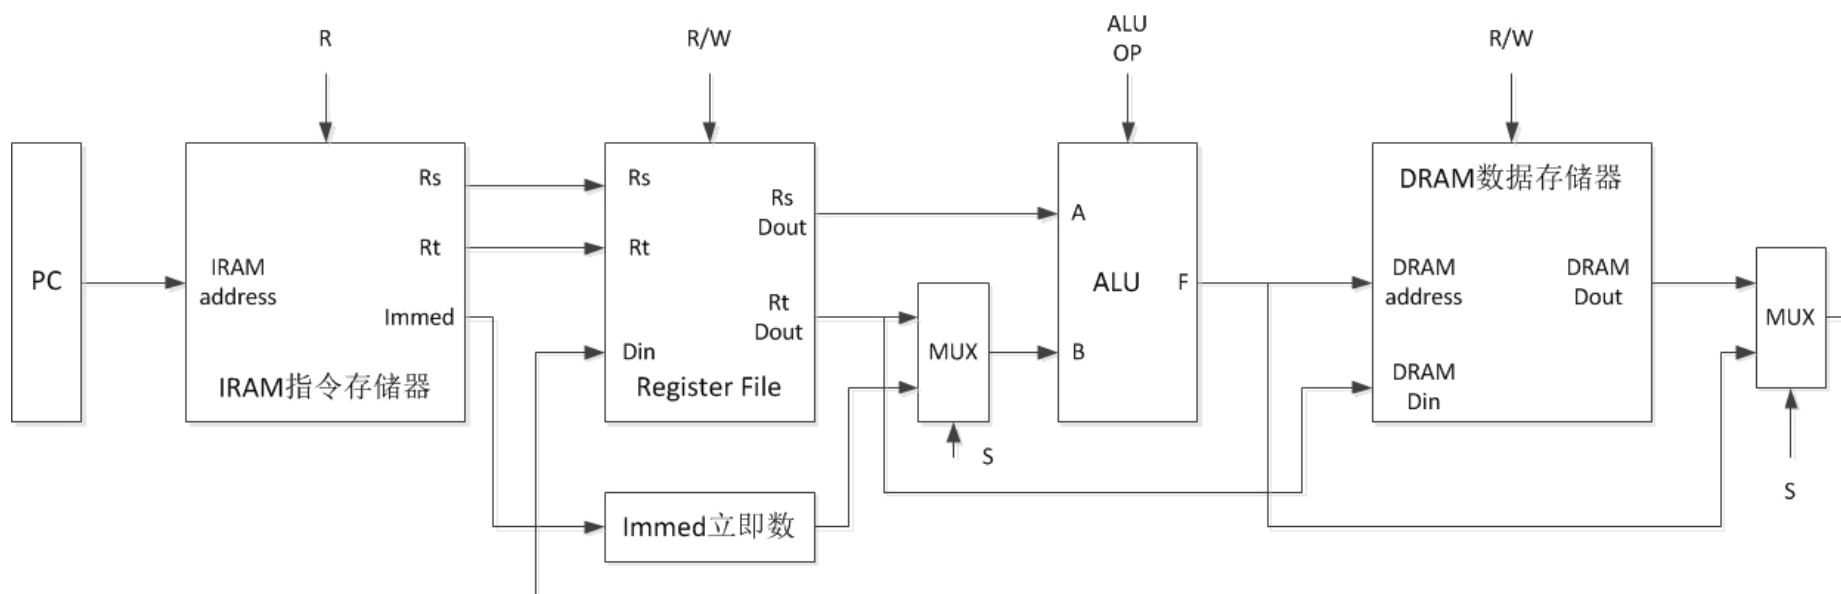 R
R/W
ALU
OP
R/W
PC
Rs
Rt
IRAM
address
Immed
IRAM指令存储器
Rs
Rt
Din
Rs
Dout
Rt
Dout
Register File
MUX
S
Immed立即数
A
B
ALU
F
DRAM数据存储器
DRAM
address
DRAM
Din
DRAM
Dout
MUX
S